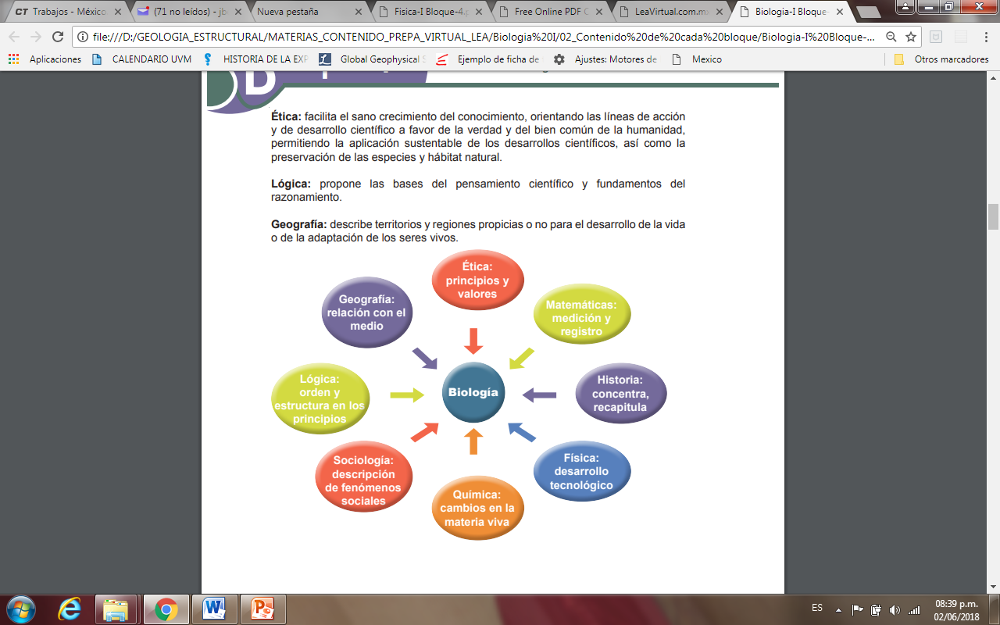 Trabajos - México
(71 no leídos) - jb
Nueva pestaña
Fisica-I Bloque-4.p
Free Online PDF C
LeaVirtual.com.mx
Biologia-I Bloque-
file:///D:/GEOLOGIA_ESTRUCTURAL/MATERIAS_CONTENIDO_PREPA_VIRTUAL_LEA/Biologia%20I/02_Contenido%20de%20cada%20bloque/Biologia-I%20Bloque-...
Aplicaciones
CALENDARIO UVM
HISTORIA DE LA EXP
Global Geophysical S
Ejemplo de ficha de
Ajustes: Motores de
Mexico
Otros marcadores
Ética: facilita el sano crecimiento del conocimiento, orientando las líneas de acción
y de desarrollo científico a favor de la verdad y del bien común de la humanidad,
permitiendo la aplicación sustentable de los desarrollos científicos, así como la
preservación de las especies y hábitat natural.
Lógica: propone las bases del pensamiento científico y fundamentos del
razonamiento.
Geografía: describe territorios y regiones propicias o no para el desarrollo de la vida
o de la adaptación de los seres vivos.
Ética:
principios y
valores
Geografía:
relación con el
medio
Matemáticas:
medición y
registro
Lógica:
orden y
estructura en los
principios
Biología
Historia:
concentra,
recapitula
Sociología:
descripción
de fenómenos
sociales
Química:
cambios en la
materia viva
Física:
desarrollo
tecnológico
ES
08:39 p.m.
02/06/2018